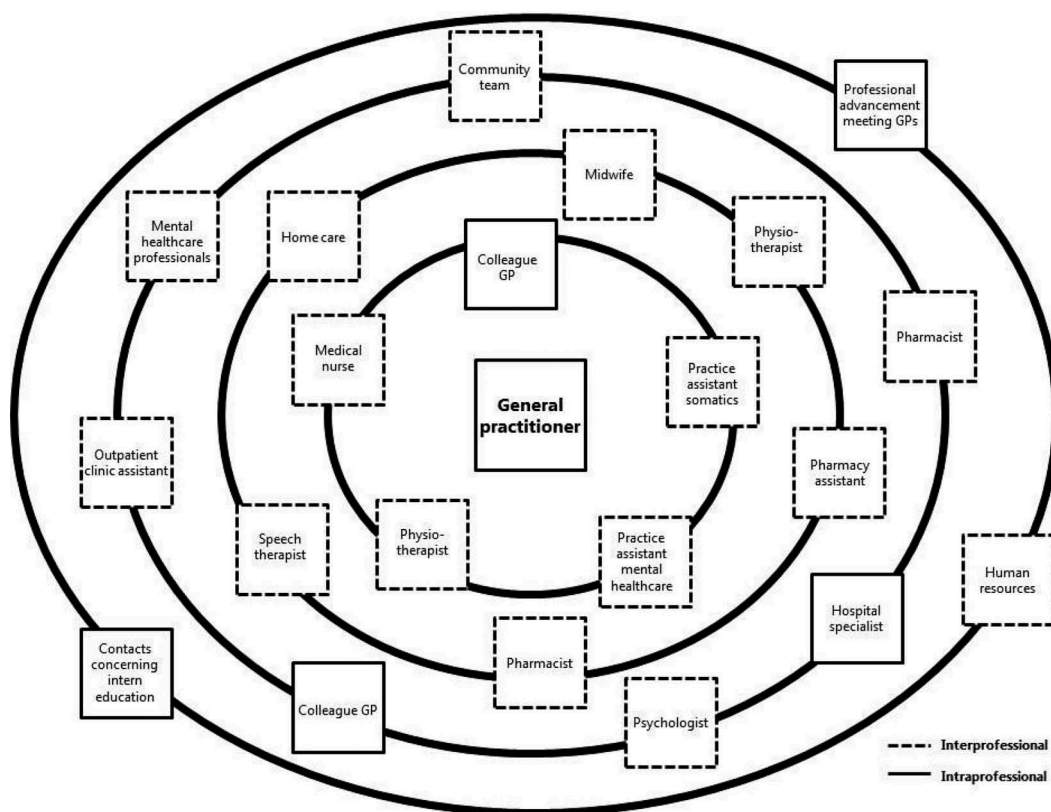 Community
team
Professional
advancement
meeting GPs
Midwife
Mental
healthcare
professionals
Home care
Physio-
therapist
Colleague
GP
Pharmacist
Medical
nurse
Practice
assistant
somatics
General
practitioner
Outpatient
clinic assistant
Pharmacy
assistant
Speech
therapist
Physio-
therapist
Practice
assistant
mental
healthcare
Human
resources
Hospital
specialist
Contacts
concerning
intern
education
Pharmacist
Colleague GP
Psychologist
Interprofessional
Intraprofessional